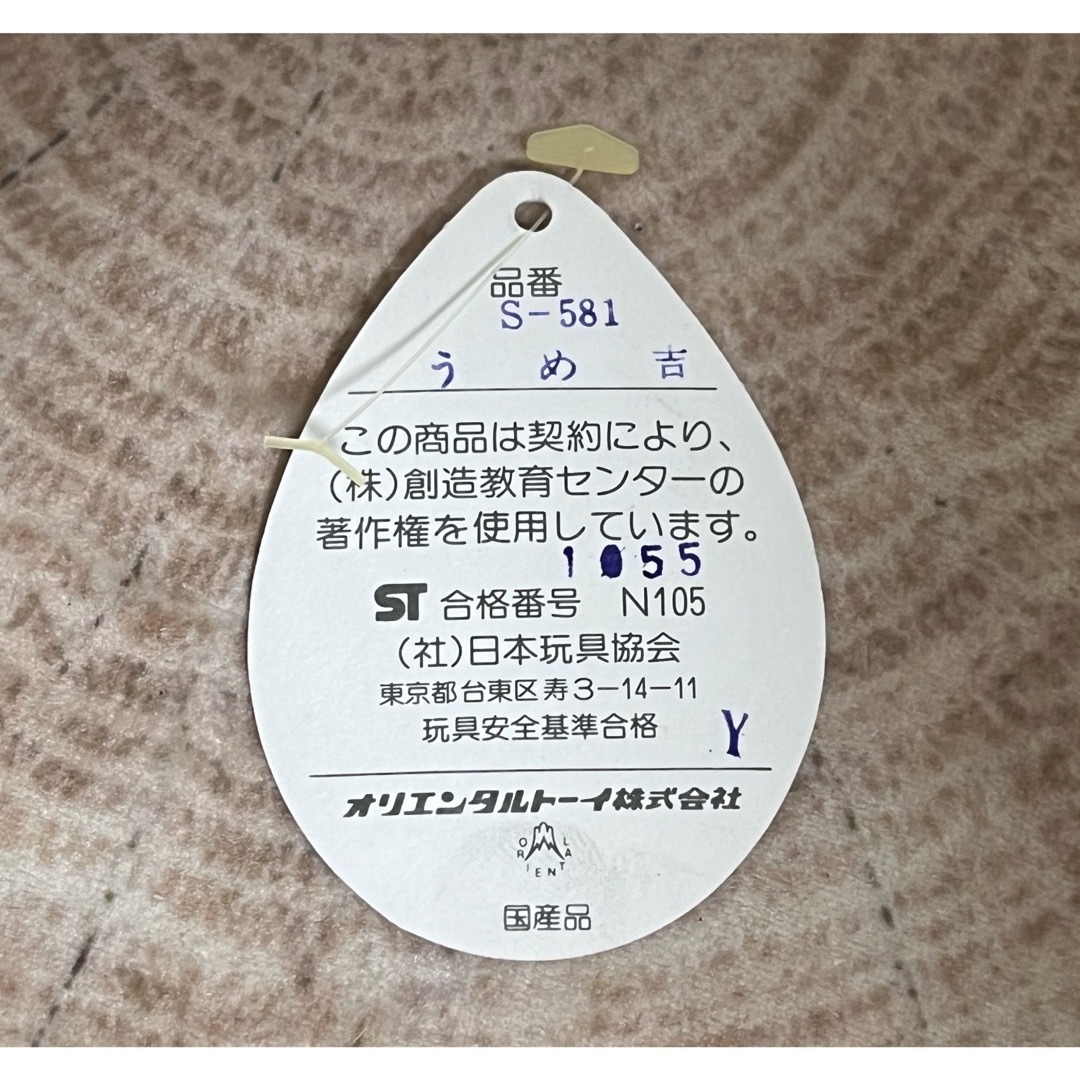 品番
S-581
うめ吉
この商品は契約により、
(株)創造教育センターの
著作権を使用しています。
1055
ST 合格番号 N105
(社)日本玩具協会
東京都台東区寿3-14-11
玩具安全基準合格
Y
オリエンタルトーイ株式会社
ORIENTAL
国産品